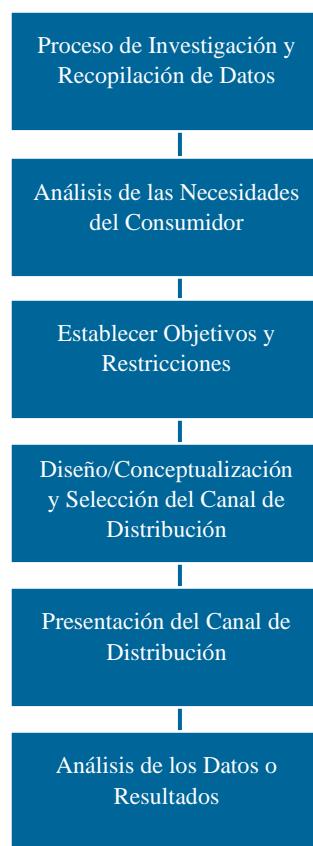 Proceso de Investigación y
Recopilación de Datos
Análisis de las Necesidades
del Consumidor
Establecer Objetivos y
Restricciones
Diseño/Conceptualización
y Selección del Canal de
Distribución
Presentación del Canal de
Distribución
Análisis de los Datos o
Resultados